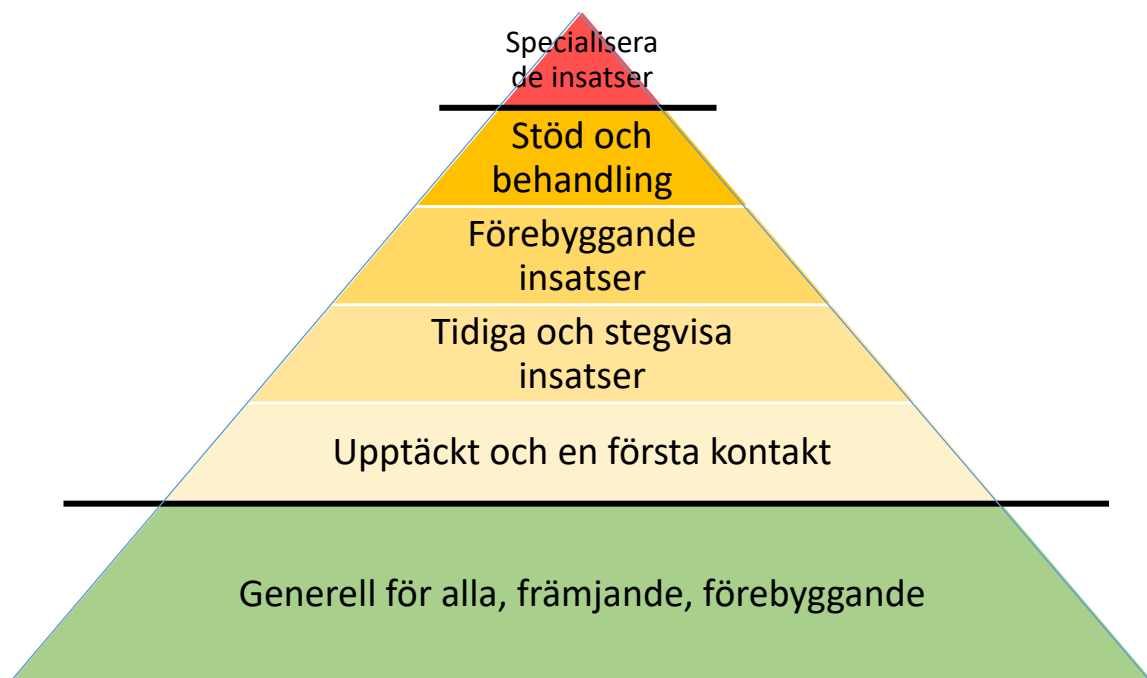 Specialisera
de insatser
Stöd och
behandling
Förebyggande
insatser
Tidiga och stegvisa
insatser
Upptäckt och en första kontakt
Generell för alla, främjande, förebyggande